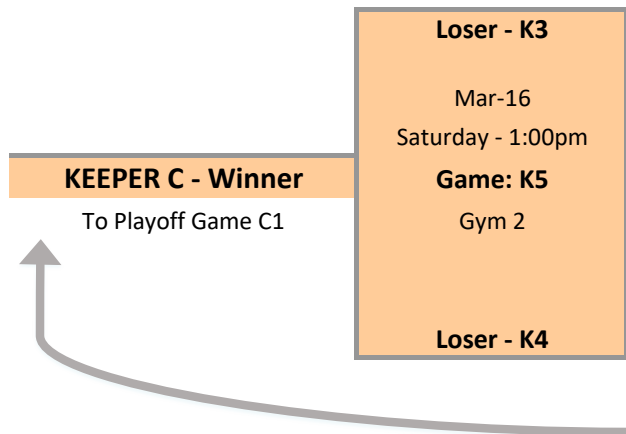 Loser - K3
Mar-16
Saturday - 1:00pm
KEEPER C - Winner
Game: K5
To Playoff Game C1
Gym 2
Loser - K4